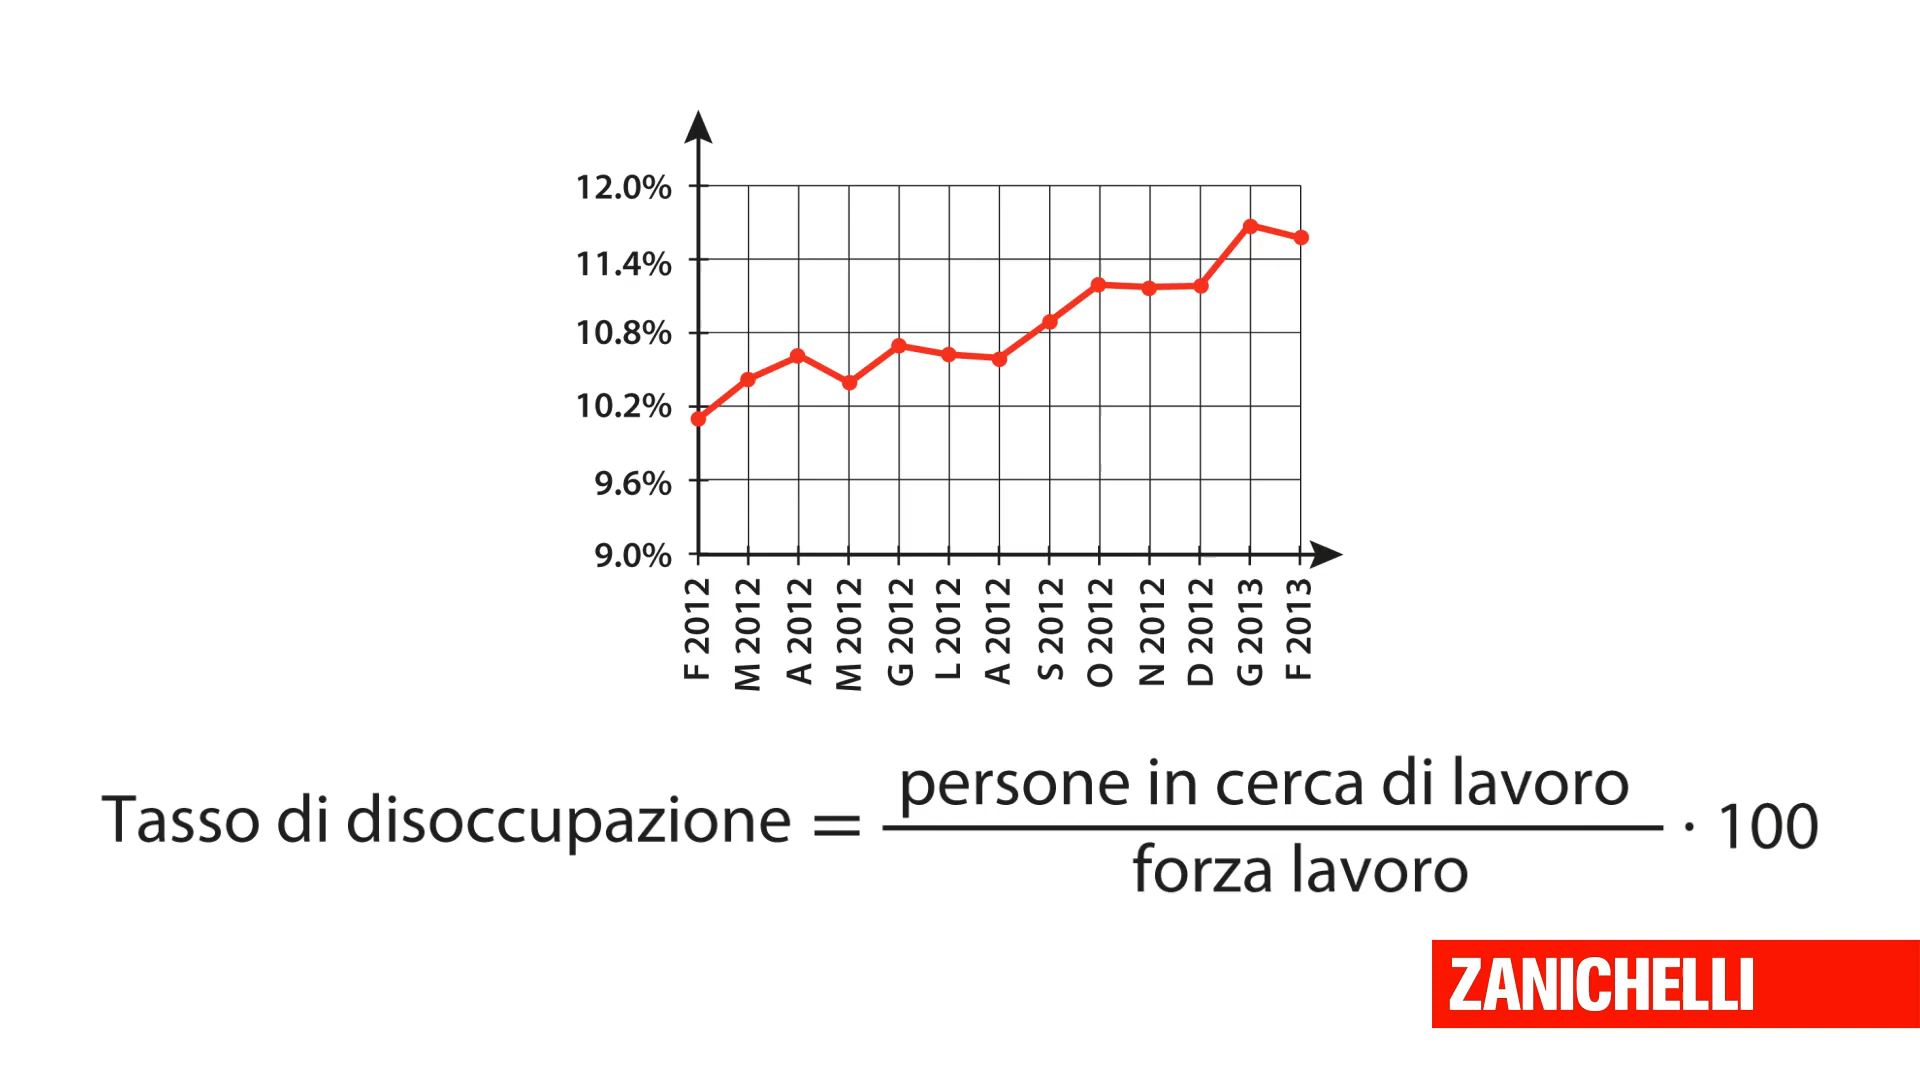 12.0%
11.4%
10.8%
10.2%
9.6%
9.0%
F 2012
M 2012
A 2012
M 2012
G 2012
L 2012
A 2012
S 2012
O 2012
N 2012
D 2012
G 2013
F 2013
Tasso di disoccupazione = persone in cerca di lavoro / forza lavoro · 100
ZANICHELLI